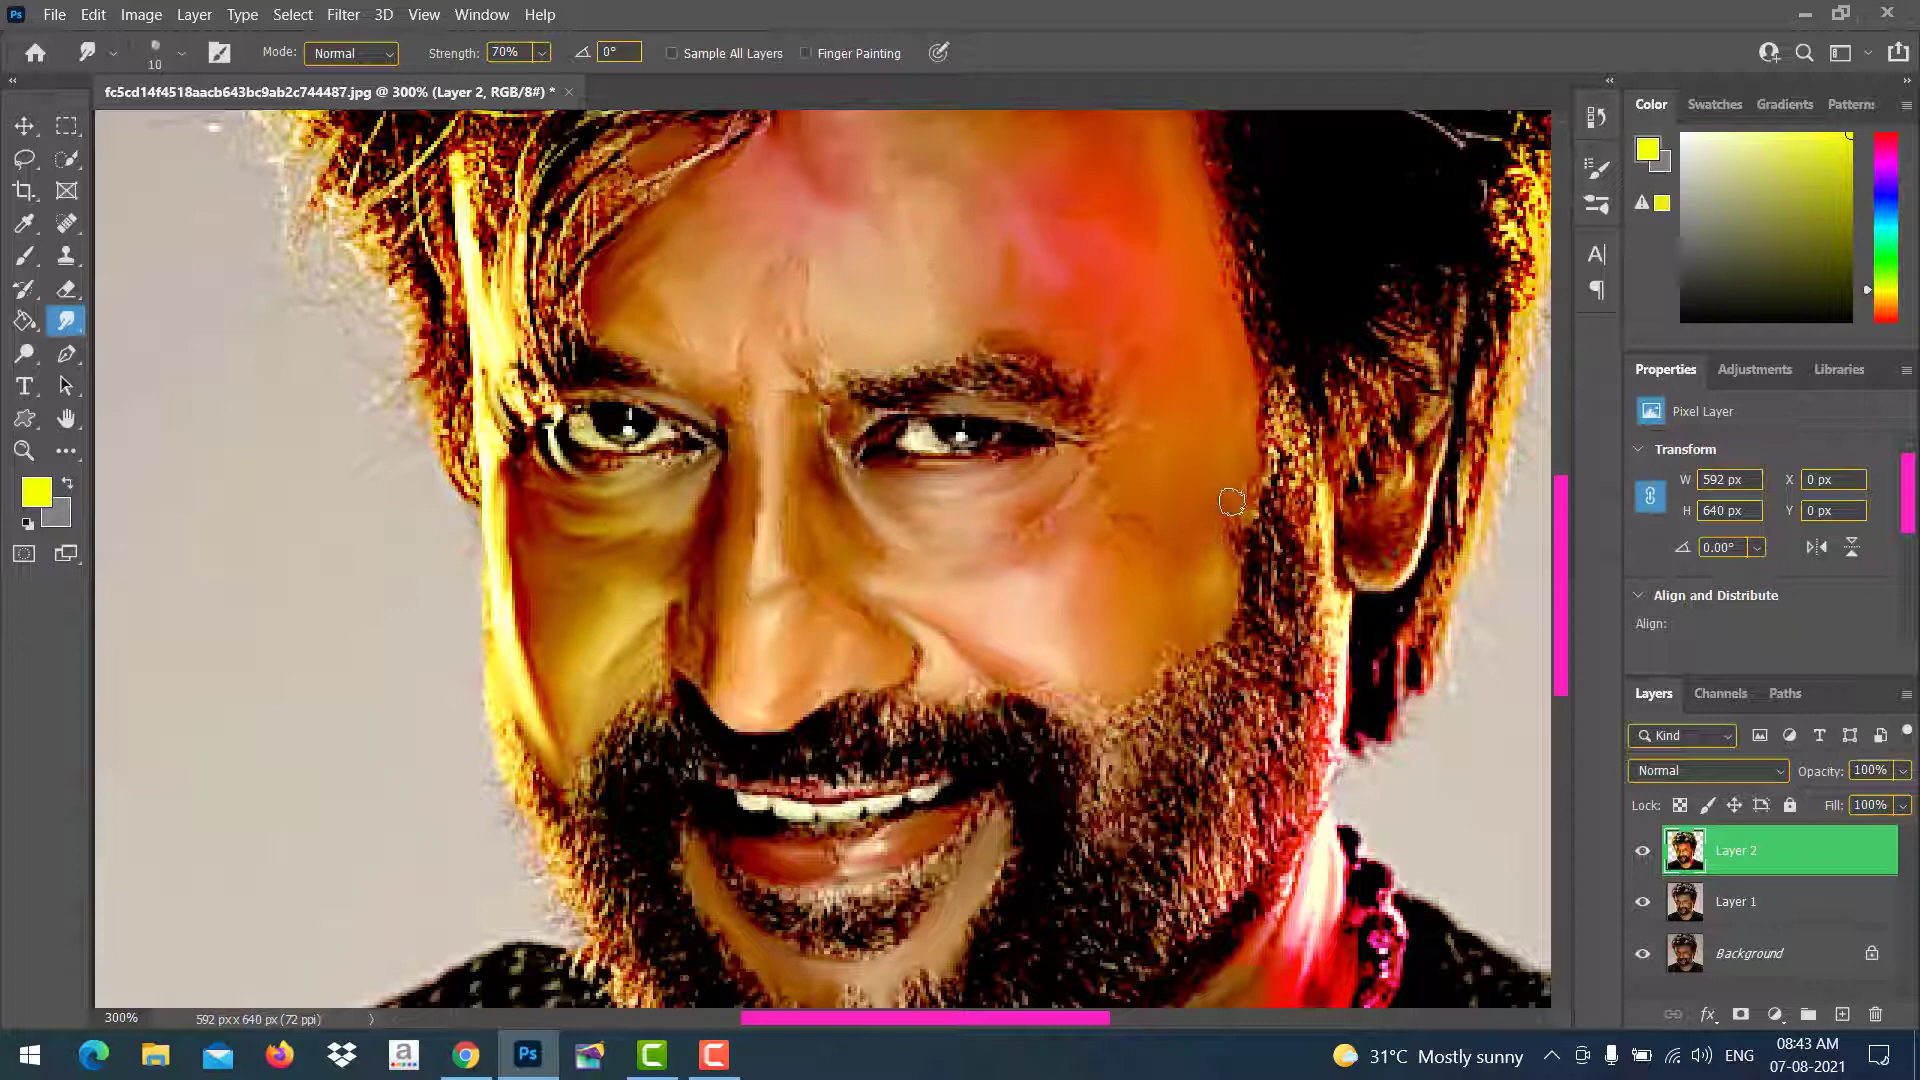 Ps File Edit Image Layer Type Select Filter 3D View Window Help
10 Mode: Normal Strength: 70% 0° Sample All Layers Finger Painting
fc5cd14f4518aacb643bc9ab2c744487.jpg @ 300% (Layer 2, RGB/8#) *
Color Swatches Gradients Patterns
Properties Adjustments Libraries
Pixel Layer
Transform
W 592 px X 0 px
H 640 px Y 0 px
0.00°
Align and Distribute
Align:
Layers Channels Paths
Kind
Normal Opacity: 100%
Lock: Fill: 100%
Layer 2
Layer 1
Background
fx
300% 592 px x 640 px (72 ppi)
31°C Mostly sunny ENG 08:43 AM
07-08-2021